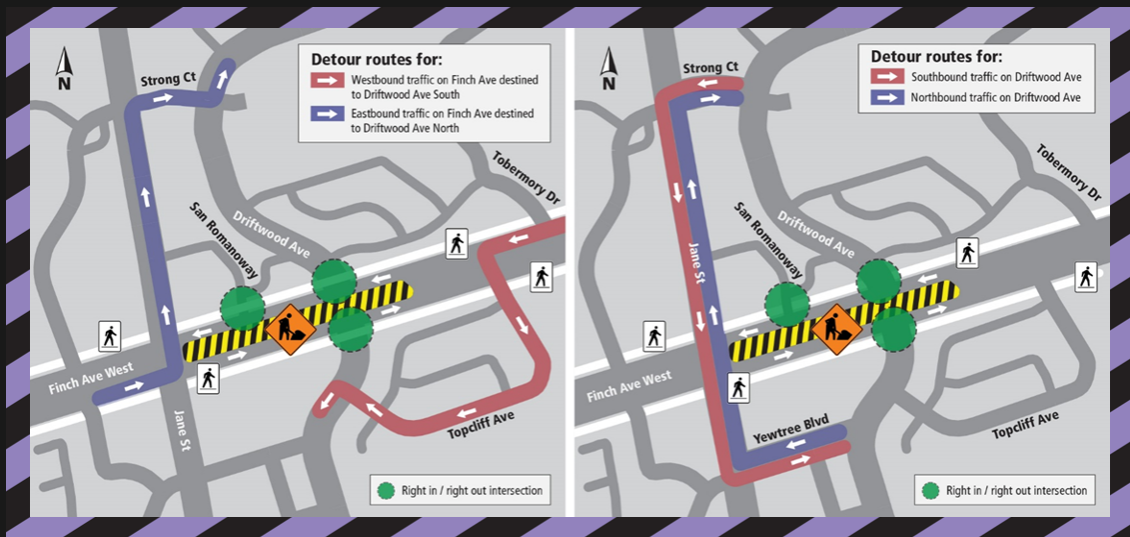 N
Strong Ct
Detour routes for:
Westbound traffic on Finch Ave destined
to Driftwood Ave South
Eastbound traffic on Finch Ave destined
to Driftwood Ave North
Tobermory Dr
San Romanoway
Driftwood Ave
Finch Ave West
Jane St
Topcliff Ave
Right in / right out intersection
N
Strong Ct
Detour routes for:
Southbound traffic on Driftwood Ave
Northbound traffic on Driftwood Ave
Tobermory Dr
San Romanoway
Driftwood Ave
Jane St
Finch Ave West
Yewtree Blvd
Topcliff Ave
Right in / right out intersection